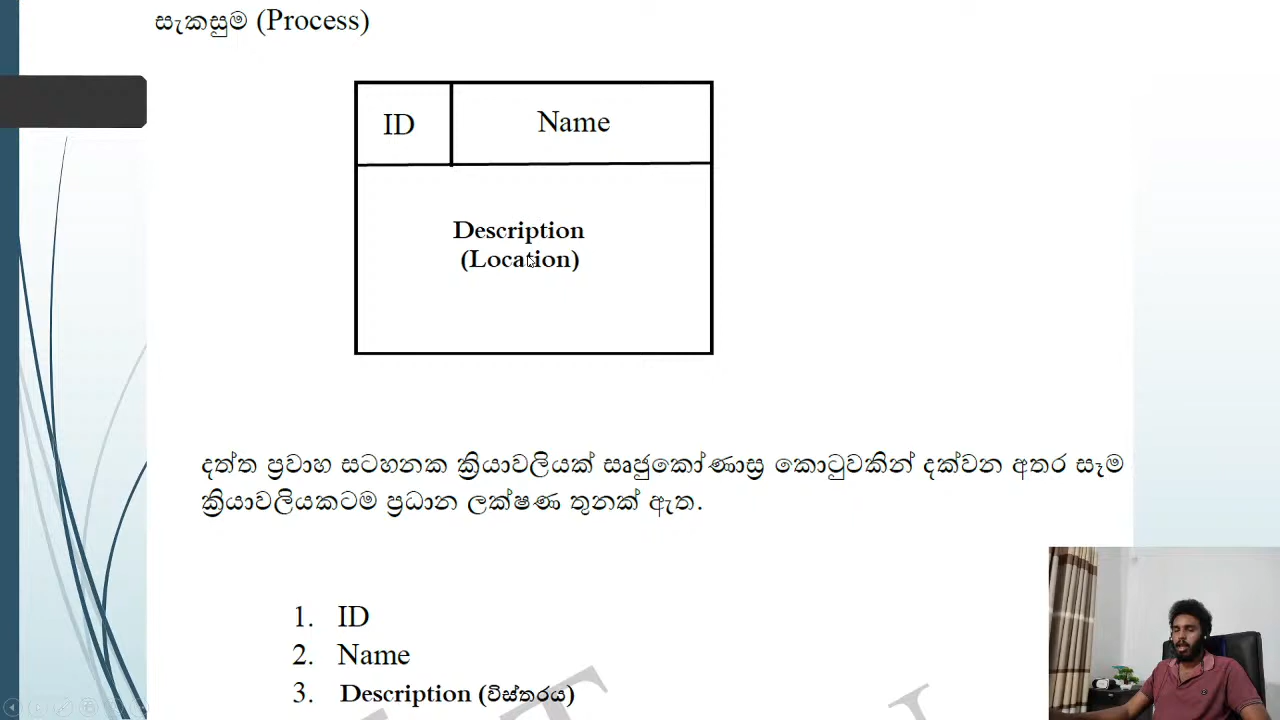 සැකසුම (Process)
ID
Name
Description
(Location)
දත්ත ප්‍රවාහ සටහනක ක්‍රියාවලියක් සෘජුකෝණාස්‍ර කොටුවකින් දක්වන අතර සෑම
ක්‍රියාවලියකටම ප්‍රධාන ලක්ෂණ තුනක් ඇත.
1. ID
2. Name
3. Description (විස්තරය)